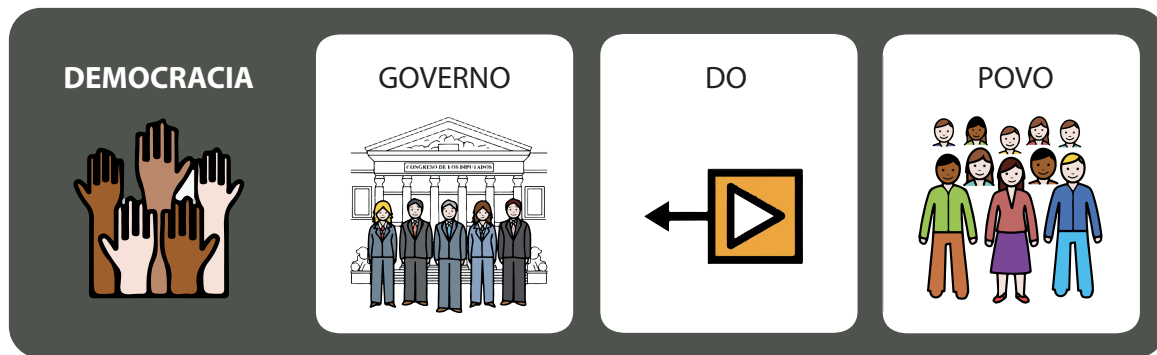 DEMOCRACIA
GOVERNO
DO
POVO
CONGRESO DE LOS DIPUTADOS